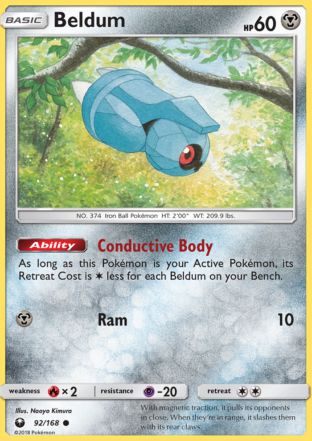 BASIC Beldum HP60
NO. 374 Iron Ball Pokémon HT: 2'00" WT: 209.9 lbs.
Ability Conductive Body
As long as this Pokémon is your Active Pokémon, its
Retreat Cost is less for each Beldum on your Bench.
Ram 10
weakness ×2 resistance -20 retreat
Illus. Naoyo Kimura
92/168
©2018 Pokémon
With magnetic traction, it pulls its opponents
in close. When they're in range, it slashes them
with its rear claws.